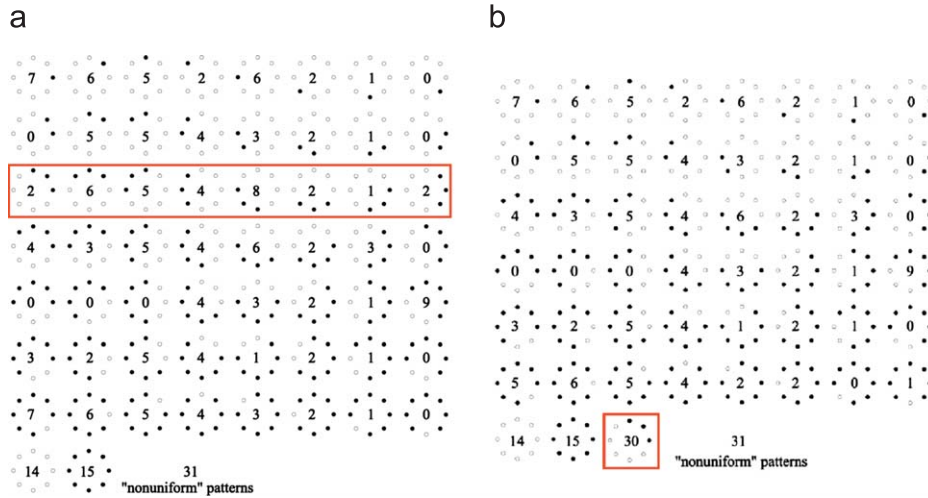 a
7 6 5 2 6 2 1 0
0 5 5 4 3 2 1 0
2 6 5 4 8 2 1 2
4 3 5 4 6 2 3 0
0 0 0 4 3 2 1 9
3 2 5 4 1 2 1 0
7 6 5 4 3 2 1 0
14 15 31
"nonuniform" patterns
b
7 6 5 2 6 2 1 0
0 5 5 4 3 2 1 0
4 3 5 4 6 2 3 0
0 0 0 4 3 2 1 9
3 2 5 4 1 2 1 0
5 6 5 4 2 2 0 1
14 15 30 31
"nonuniform" patterns